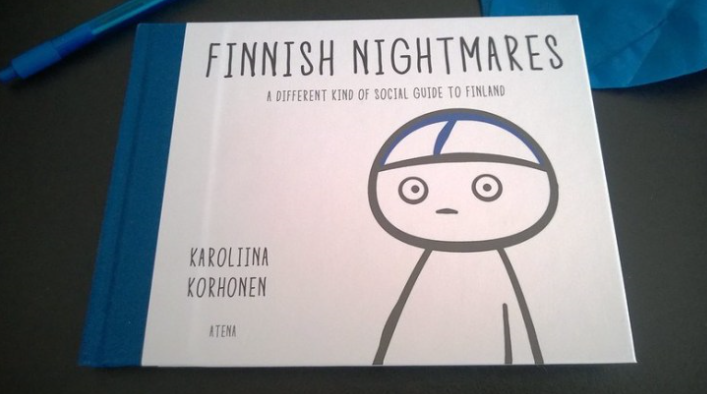 FINNISH NIGHTMARES
A DIFFERENT KIND OF SOCIAL GUIDE TO FINLAND
KAROLIINA
KORHONEN
ATENA